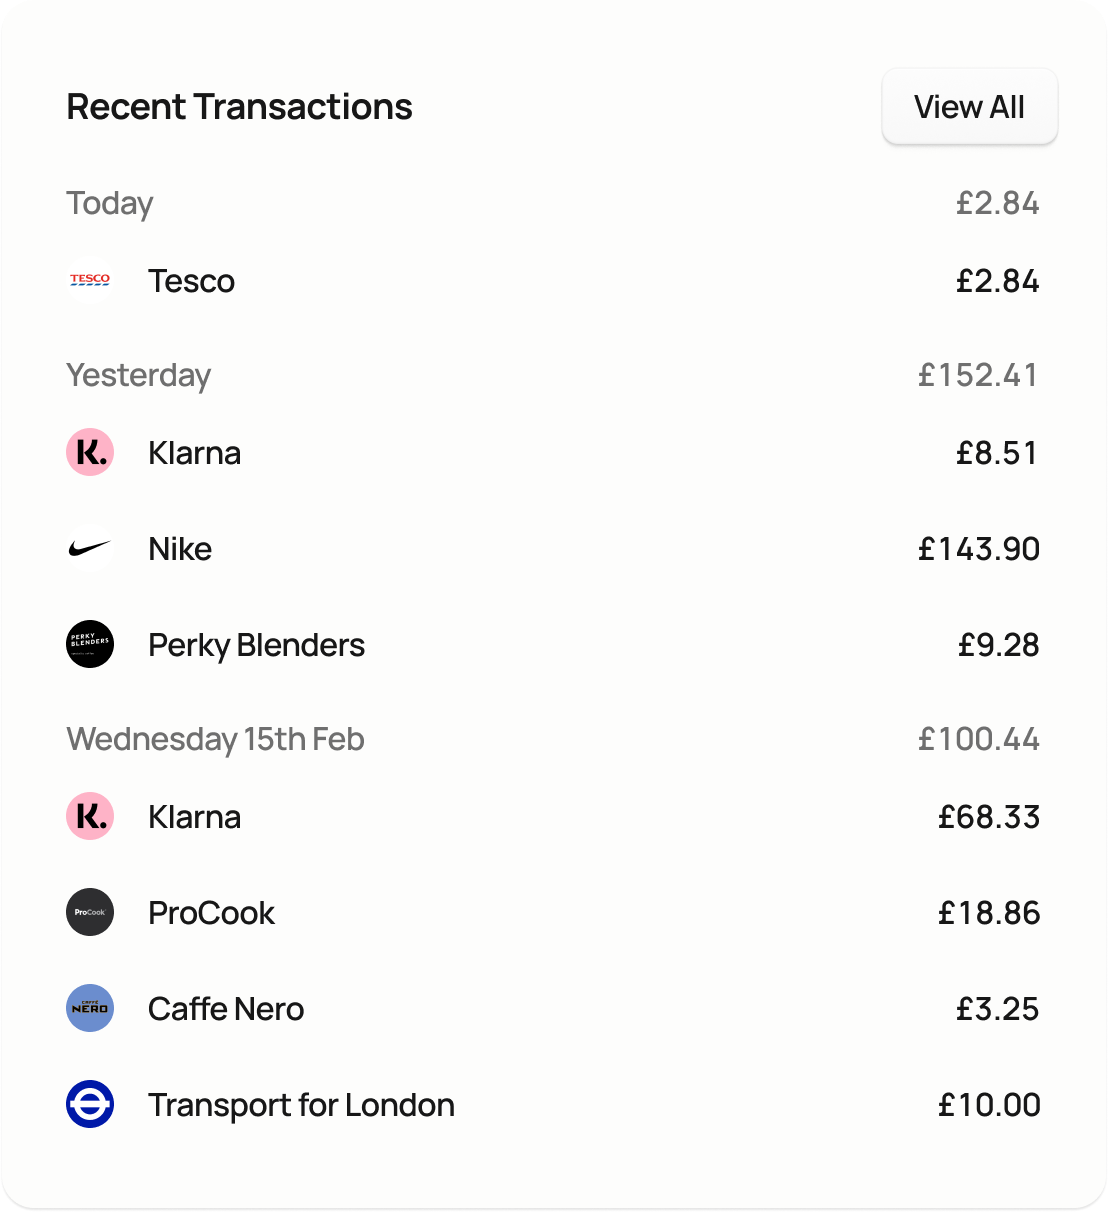 Recent Transactions View All
Today £2.84
TESCO Tesco £2.84
Yesterday £152.41
K. Klarna £8.51
Nike £143.90
PERKY
BLENDERS
Perky Blenders £9.28
Wednesday 15th Feb £100.44
K. Klarna £68.33
ProCook ProCook £18.86
CAFFÈ
NERO
Caffe Nero £3.25
Transport for London £10.00